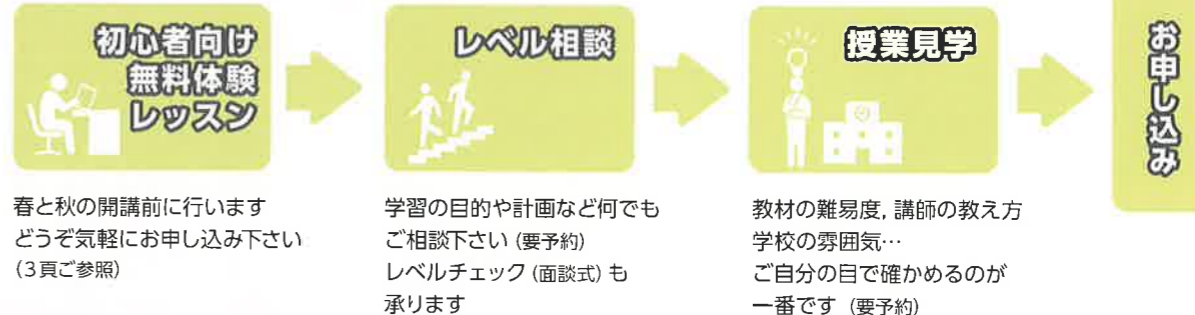 初心者向け
無料体験
レッスン
春と秋の開講前に行います
どうぞ気軽にお申し込み下さい
(3頁ご参照)
レベル相談
学習の目的や計画など何でも
ご相談下さい (要予約)
レベルチェック (面談式) も
承ります
授業見学
教材の難易度, 講師の教え方
学校の雰囲気…
ご自分の目で確かめるのが
一番です (要予約)
お申し込み